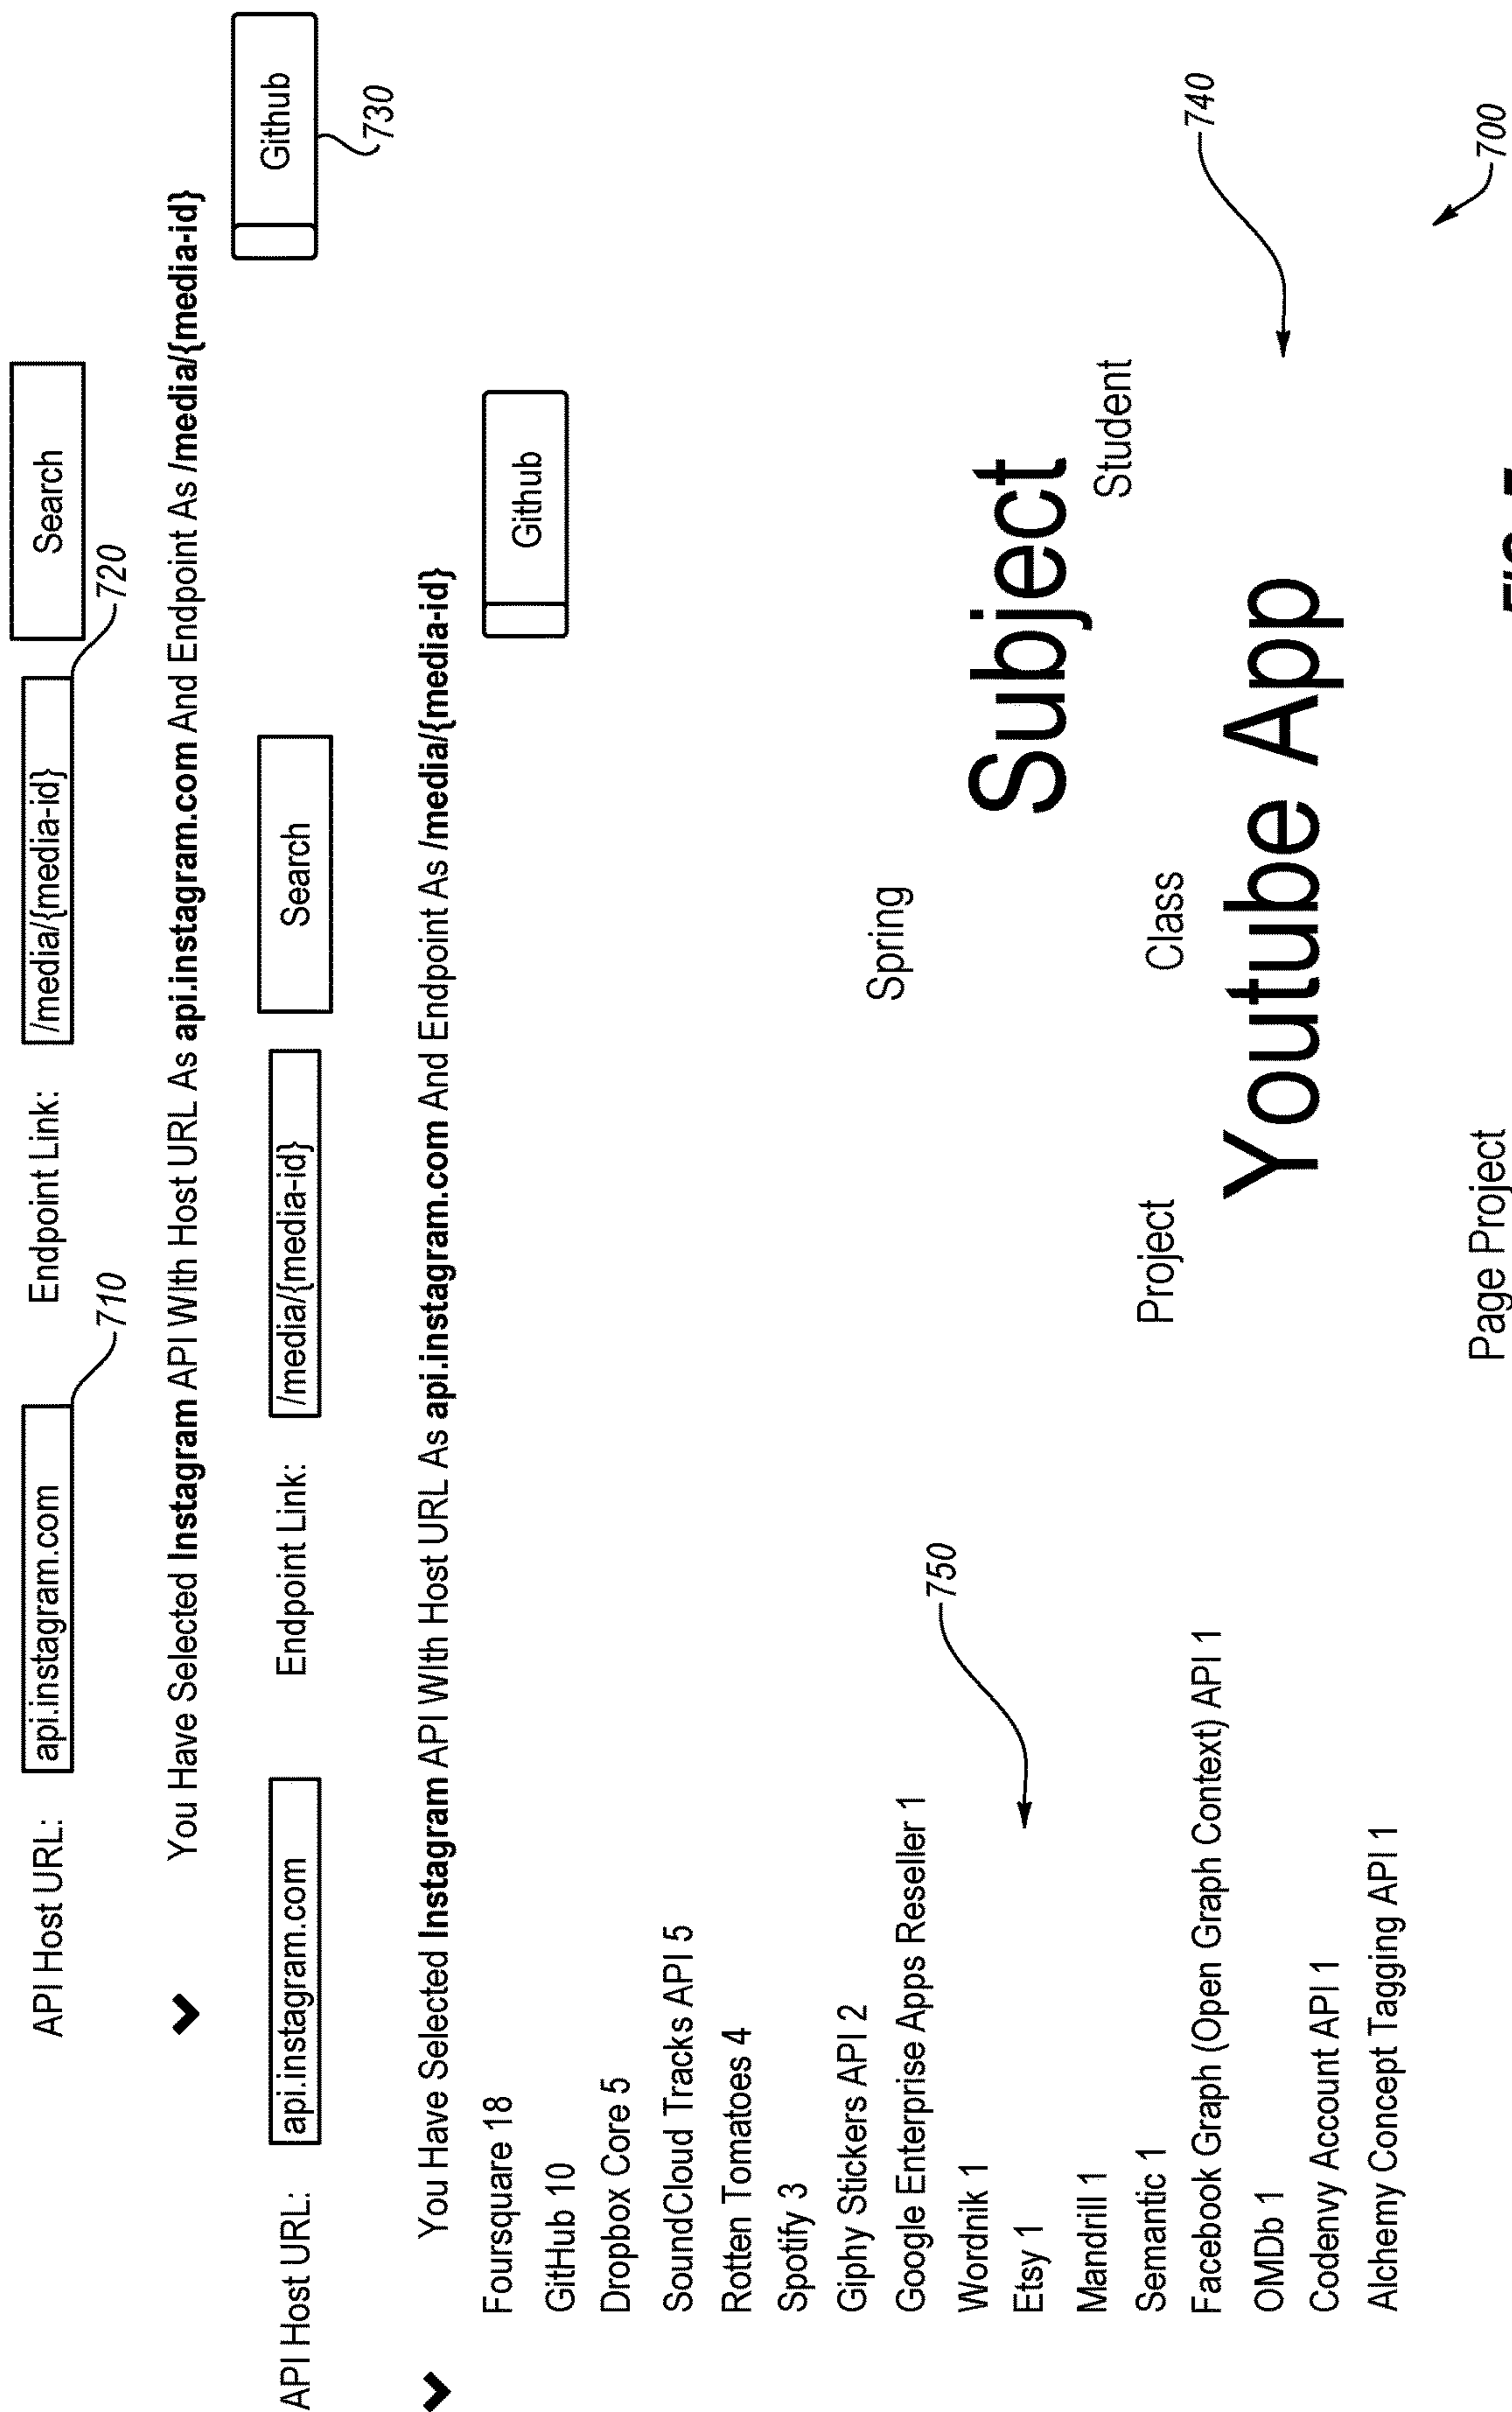 API Host URL: api.instagram.com Endpoint Link: /media/{media-id} Search
710 720
You Have Selected Instagram API WIth Host URL As api.instagram.com And Endpoint As /media/{media-id}
Github
730
API Host URL: api.instagram.com Endpoint Link: /media/{media-id} Search
You Have Selected Instagram API WIth Host URL As api.instagram.com And Endpoint As /media/{media-id}
Github
Foursquare 18
GitHub 10
Dropbox Core 5
SoundCloud Tracks API 5
Rotten Tomatoes 4
Spotify 3
Giphy Stickers API 2
Google Enterprise Apps Reseller 1
Wordnik 1
Etsy 1
Mandrill 1
Semantic 1
Facebook Graph (Open Graph Context) API 1
OMDb 1
Codenvy Account API 1
Alchemy Concept Tagging API 1
750
Spring
Subject
Student
Project
Class
Youtube App
740
Page Project
700